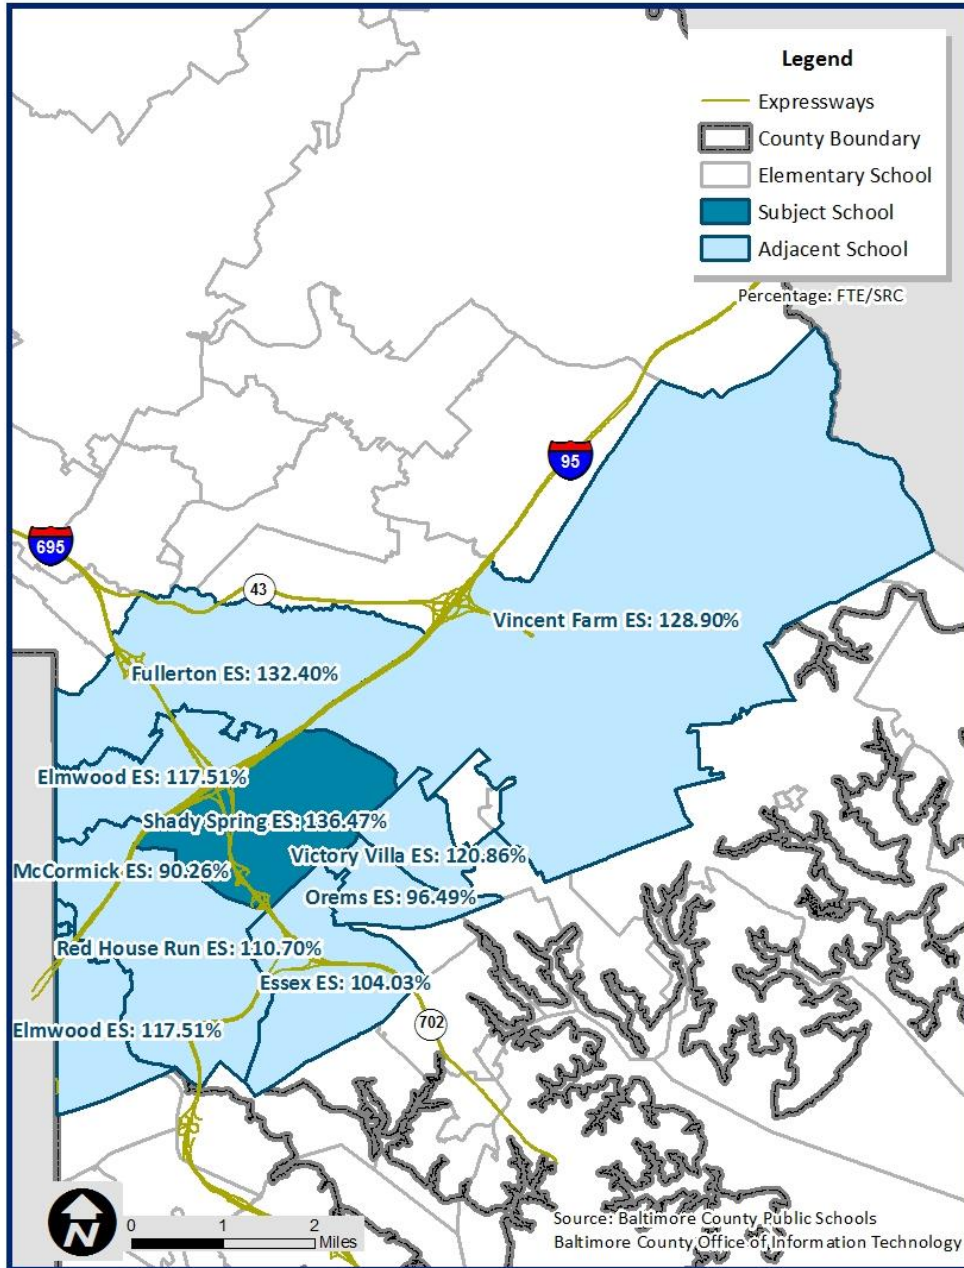 Legend
Expressways
County Boundary
Elementary School
Subject School
Adjacent School
Percentage: FTE/SRC
95
695
43
Vincent Farm ES: 128.90%
Fullerton ES: 132.40%
Elmwood ES: 117.51%
Shady Spring ES: 136.47%
Victory Villa ES: 120.86%
McCormick ES: 90.26%
Orems ES: 96.49%
Red House Run ES: 110.70%
Essex ES: 104.03%
Elmwood ES: 117.51%
702
N
0 1 2
Miles
Source: Baltimore County Public Schools
Baltimore County Office of Information Technology